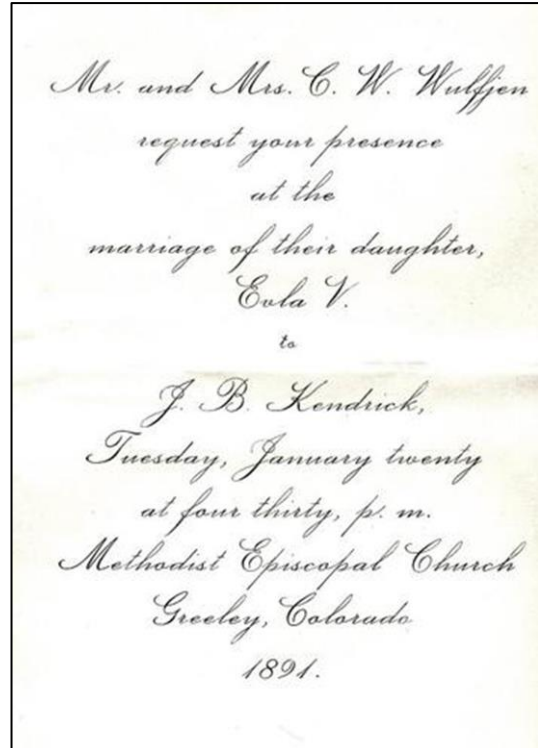 Mr. and Mrs. C. W. Wulfjen
request your presence
at the
marriage of their daughter,
Eula V.
to
J. B. Kendrick,
Tuesday, January twenty
at four thirty, p. m.
Methodist Episcopal Church
Greeley, Colorado
1891.